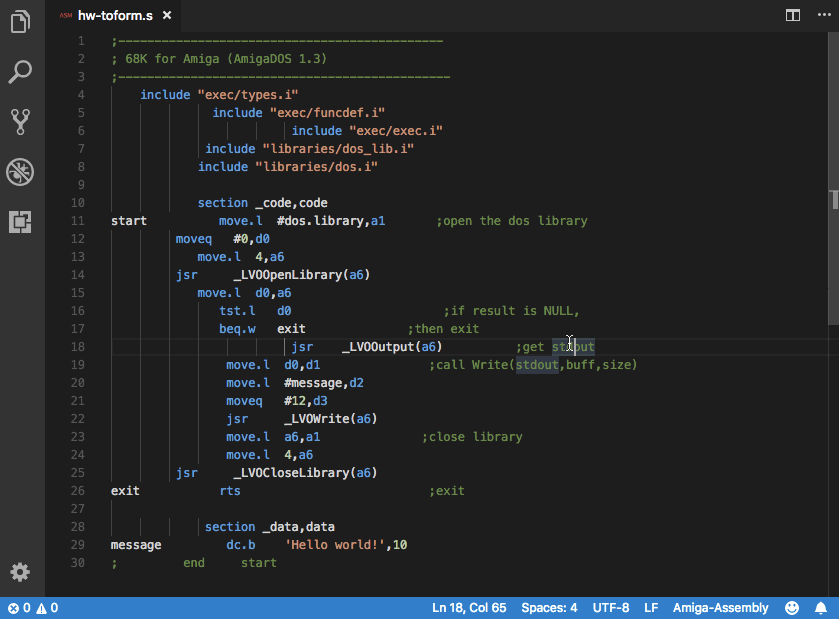 ASM hw-toform.s ×
1 ;---------------------------------------------
2 ; 68K for Amiga (AmigaDOS 1.3)
3 ;----------------------------------------------
4 include "exec/types.i"
5 include "exec/funcdef.i"
6 include "exec/exec.i"
7 include "libraries/dos_lib.i"
8 include "libraries/dos.i"
9
10 section _code,code
11 start move.l #dos.library,a1 ;open the dos library
12 moveq #0,d0
13 move.l 4,a6
14 jsr _LVOOpenLibrary(a6)
15 move.l d0,a6
16 tst.l d0 ;if result is NULL,
17 beq.w exit ;then exit
18 jsr _LVOOutput(a6) ;get stdout
19 move.l d0,d1 ;call Write(stdout,buff,size)
20 move.l #message,d2
21 moveq #12,d3
22 jsr _LVOWrite(a6)
23 move.l a6,a1 ;close library
24 move.l 4,a6
25 jsr _LVOCloseLibrary(a6)
26 exit rts ;exit
27
28 section _data,data
29 message dc.b 'Hello world!',10
30 ; end start
0 0 Ln 18, Col 65 Spaces: 4 UTF-8 LF Amiga-Assembly